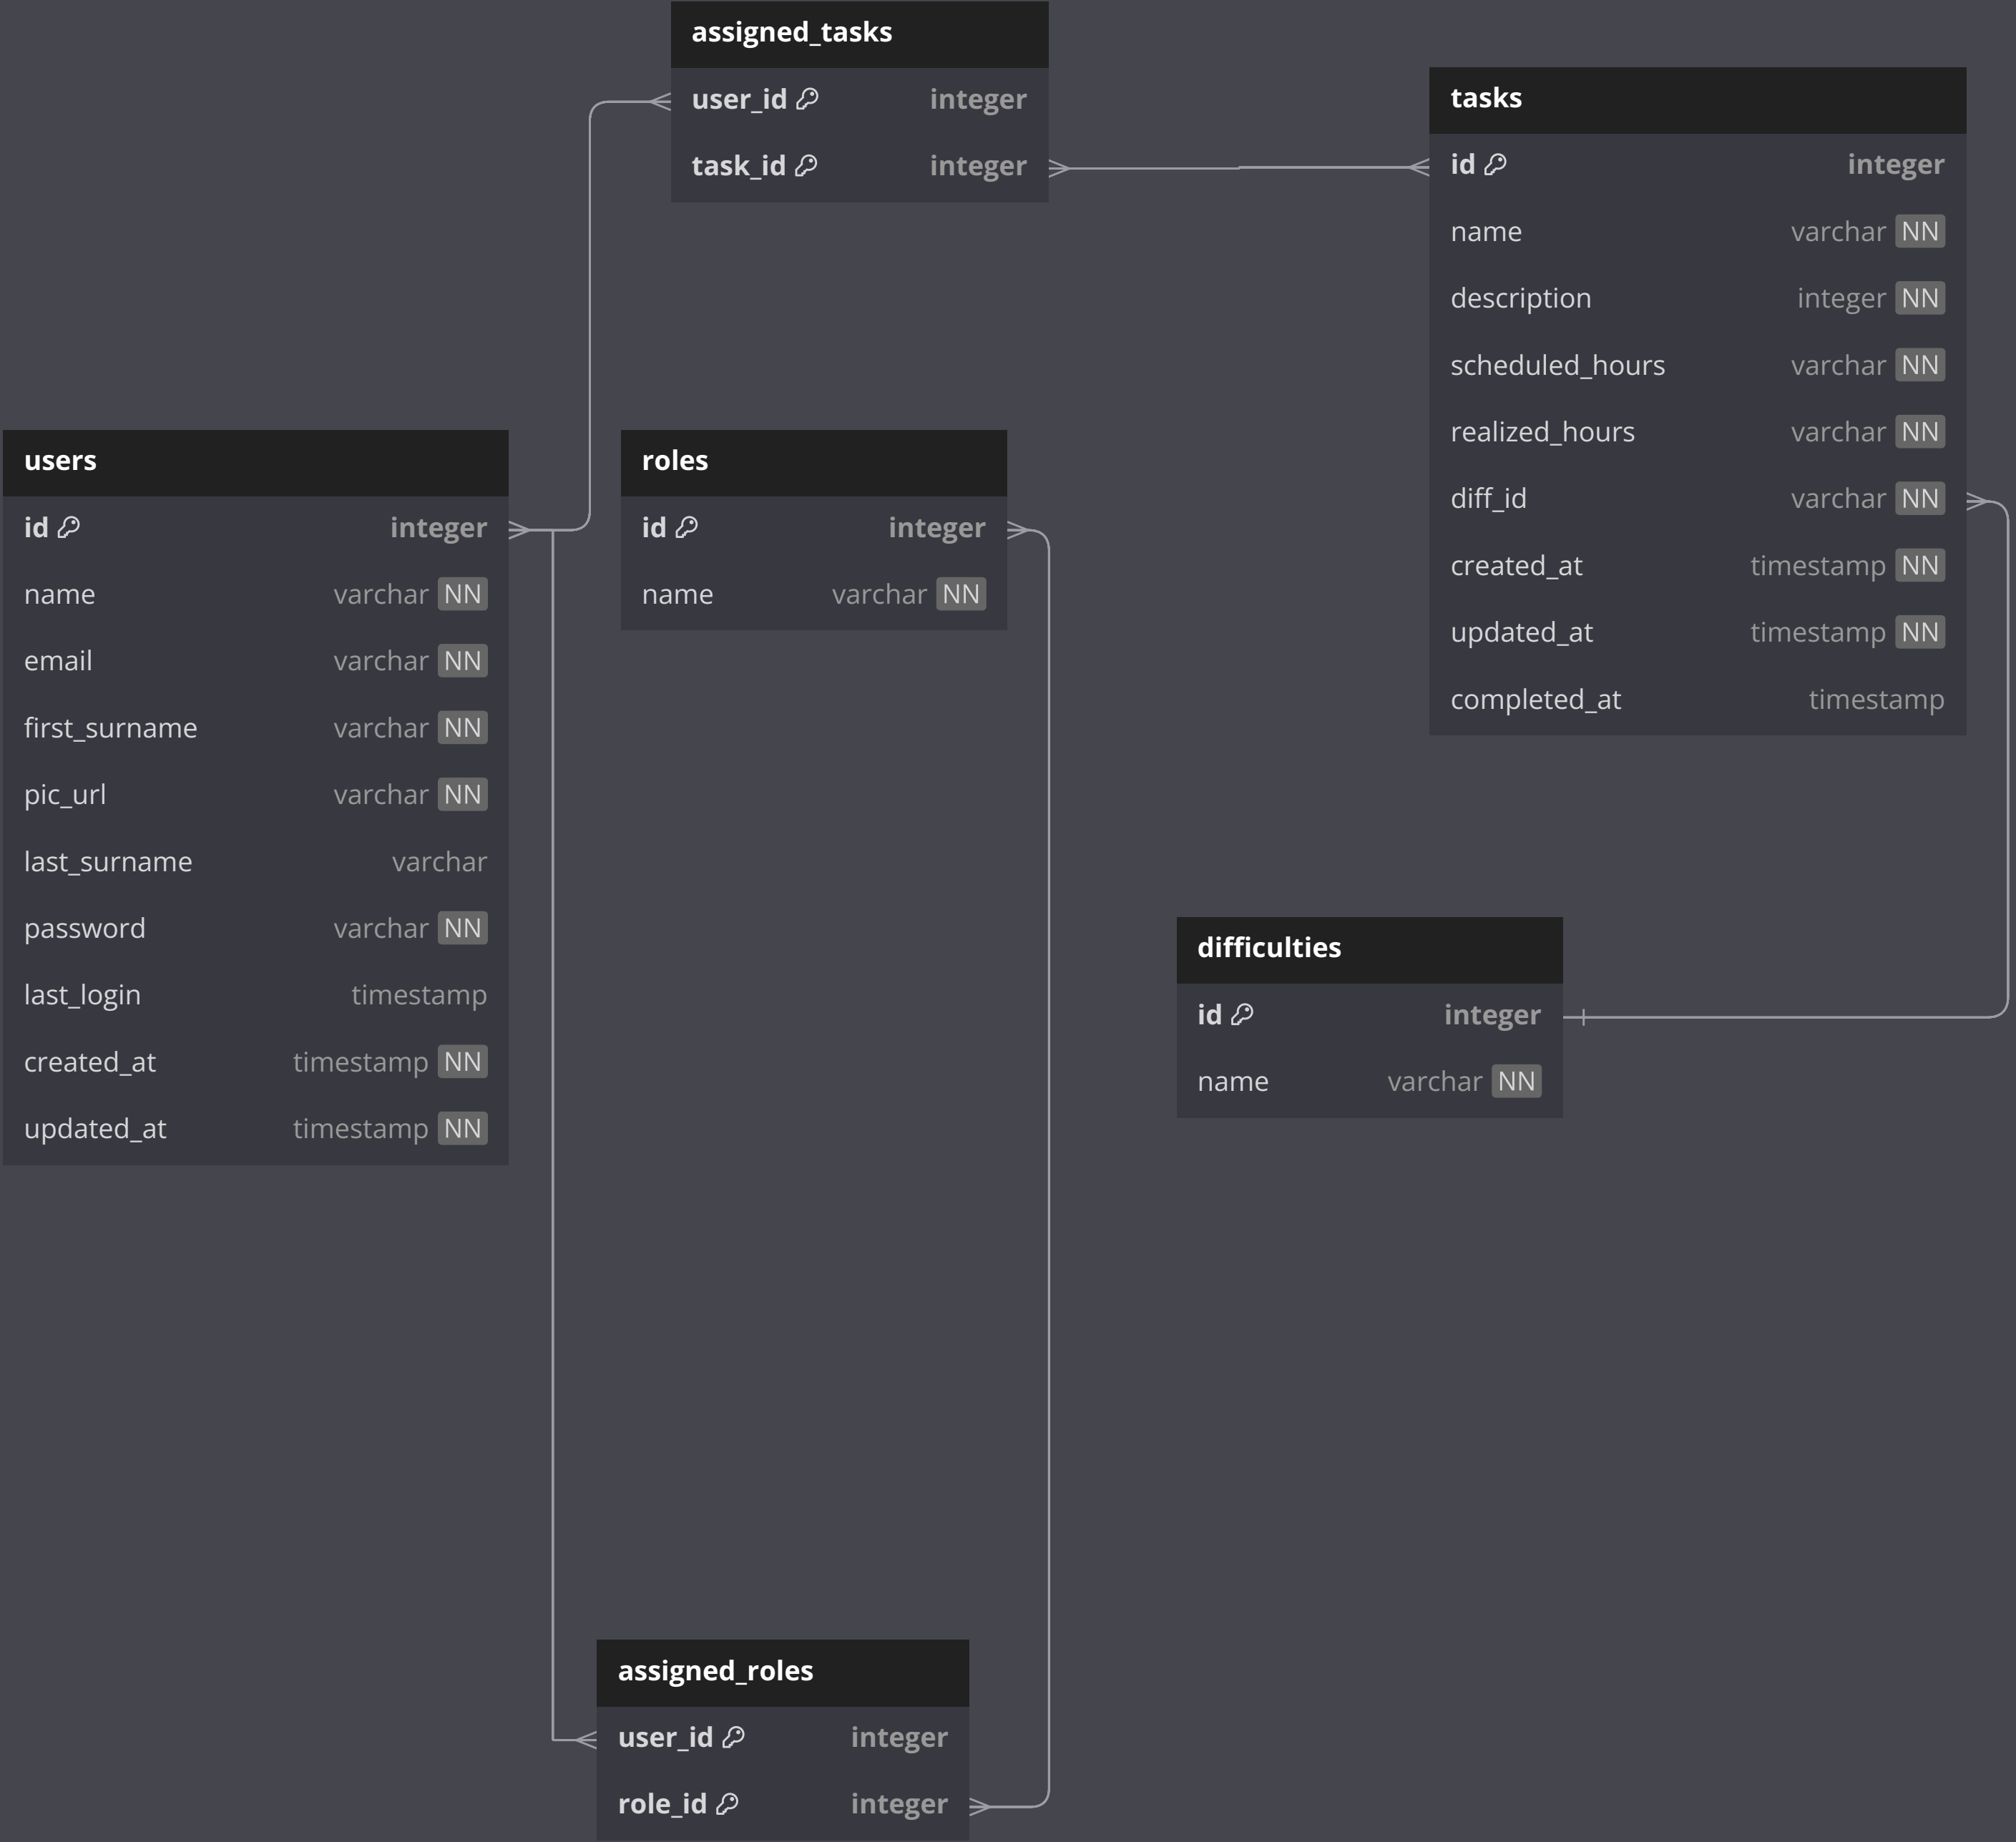 assigned_tasks
user_id integer
task_id integer
tasks
id integer
name varchar NN
description integer NN
scheduled_hours varchar NN
realized_hours varchar NN
diff_id varchar NN
created_at timestamp NN
updated_at timestamp NN
completed_at timestamp
users
id integer
name varchar NN
email varchar NN
first_surname varchar NN
pic_url varchar NN
last_surname varchar
password varchar NN
last_login timestamp
created_at timestamp NN
updated_at timestamp NN
roles
id integer
name varchar NN
difficulties
id integer
name varchar NN
assigned_roles
user_id integer
role_id integer